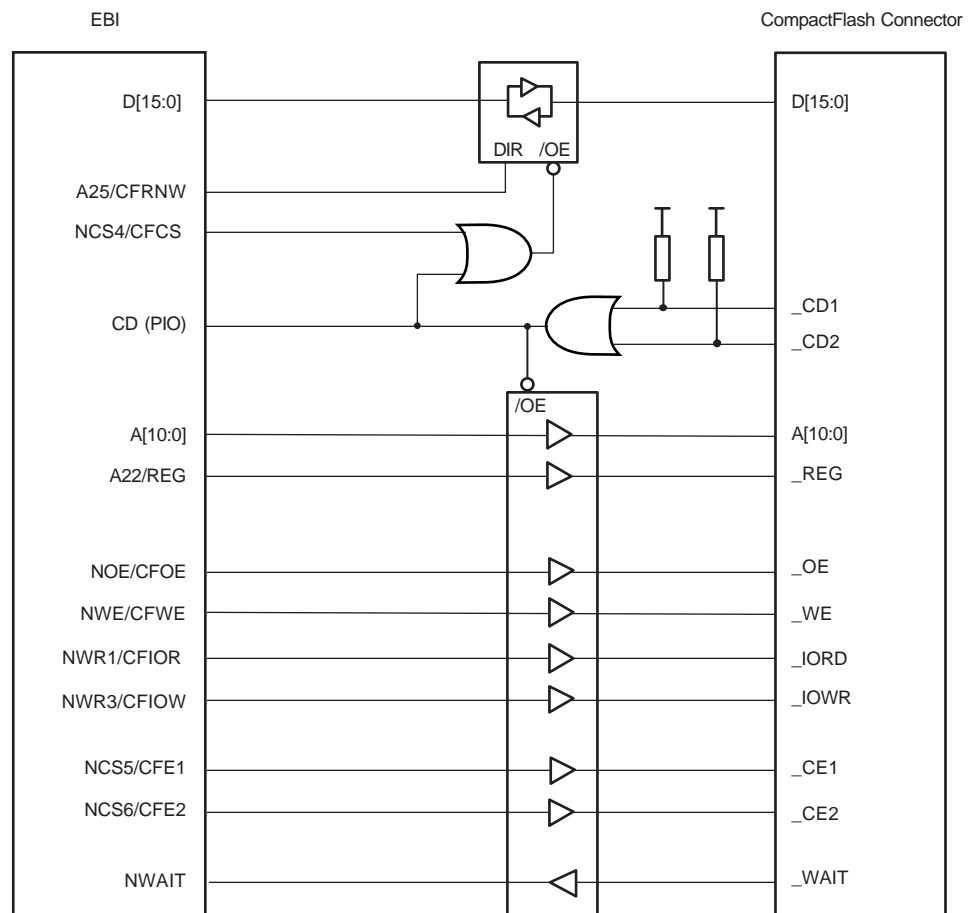 EBI CompactFlash Connector
D[15:0] D[15:0]
DIR /OE
A25/CFRNW
NCS4/CFCS
_CD1
CD (PIO)
_CD2
/OE
A[10:0] A[10:0]
A22/REG _REG
NOE/CFOE _OE
NWE/CFWE _WE
NWR1/CFIOR _IORD
NWR3/CFIOW _IOWR
NCS5/CFE1 _CE1
NCS6/CFE2 _CE2
NWAIT _WAIT